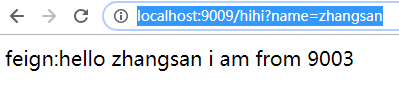 localhost:9009/hihi?name=zhangsan
feign:hello zhangsan i am from 9003